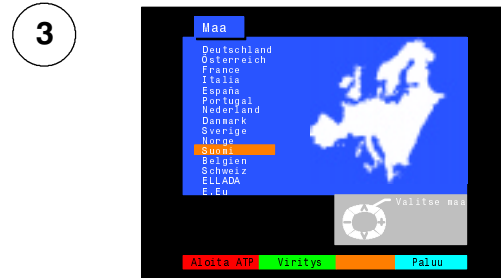 3
Maa
Deutschland
Österreich
France
Italia
España
Portugal
Nederland
Danmark
Sverige
Norge
Suomi
Belgien
Schweiz
ELLADA
E.Eu
Valitse maa
Aloita ATP Viritys Paluu